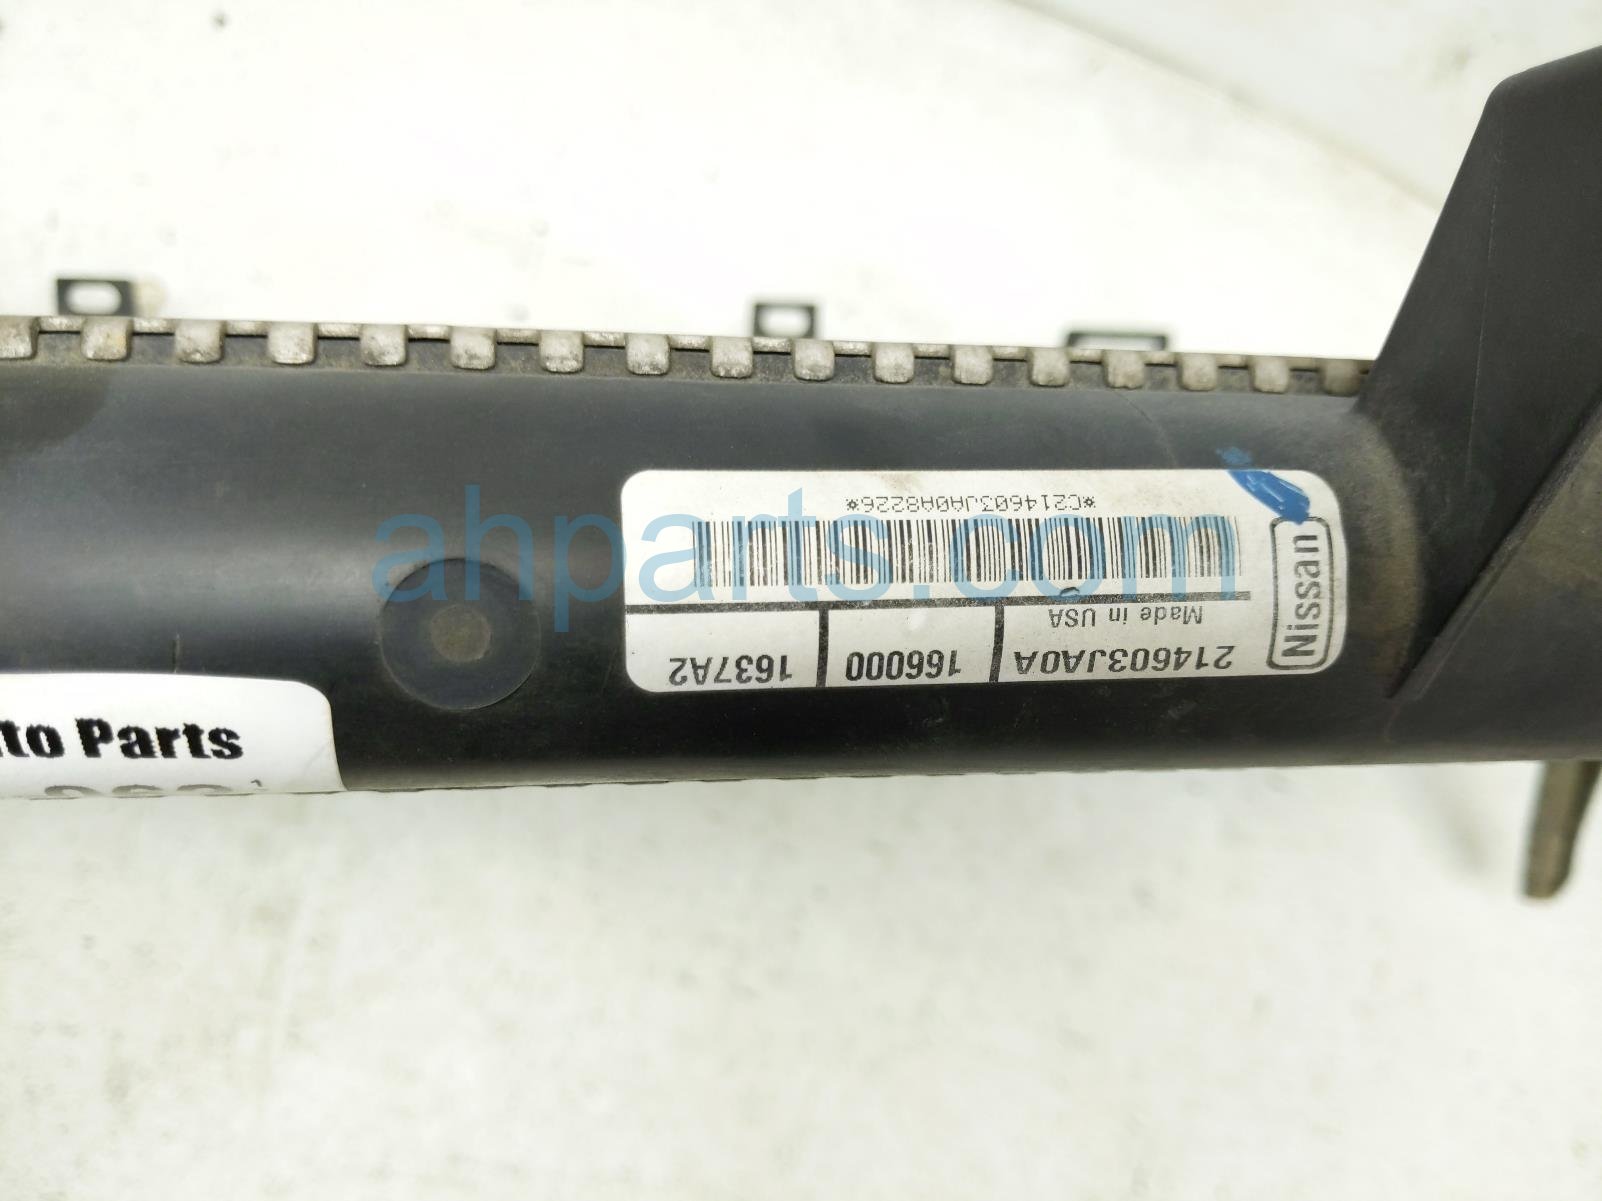 Nissan
214603JA0A 166000 1637A2
Made in USA
*C214603JA0A8226*
ahparts.com
to Parts